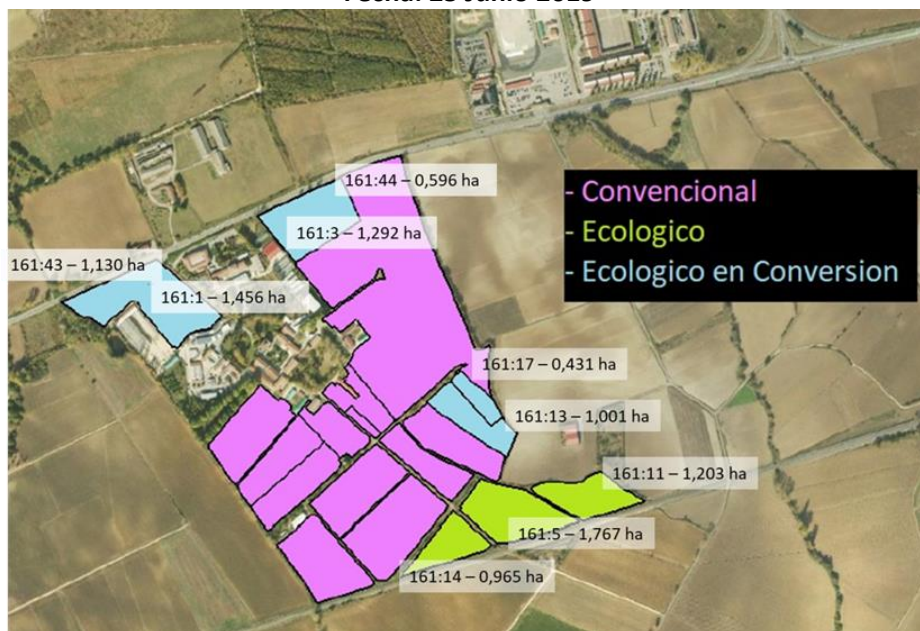 161:44 – 0,596 ha
161:3 – 1,292 ha
161:43 – 1,130 ha
161:1 – 1,456 ha
- Convencional
- Ecologico
- Ecologico en Conversion
161:17 – 0,431 ha
161:13 – 1,001 ha
161:11 – 1,203 ha
161:5 – 1,767 ha
161:14 – 0,965 ha